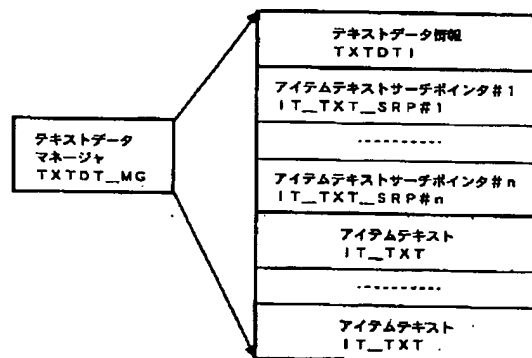 テキストデータ
マネージャ
TXTDT_MG
テキストデータ情報
TXTDTI
アイテムテキストサーチポインタ#1
IT_TXT_SRP#1
----------
アイテムテキストサーチポインタ#n
IT_TXT_SRP#n
アイテムテキスト
IT_TXT
----------
アイテムテキスト
IT_TXT